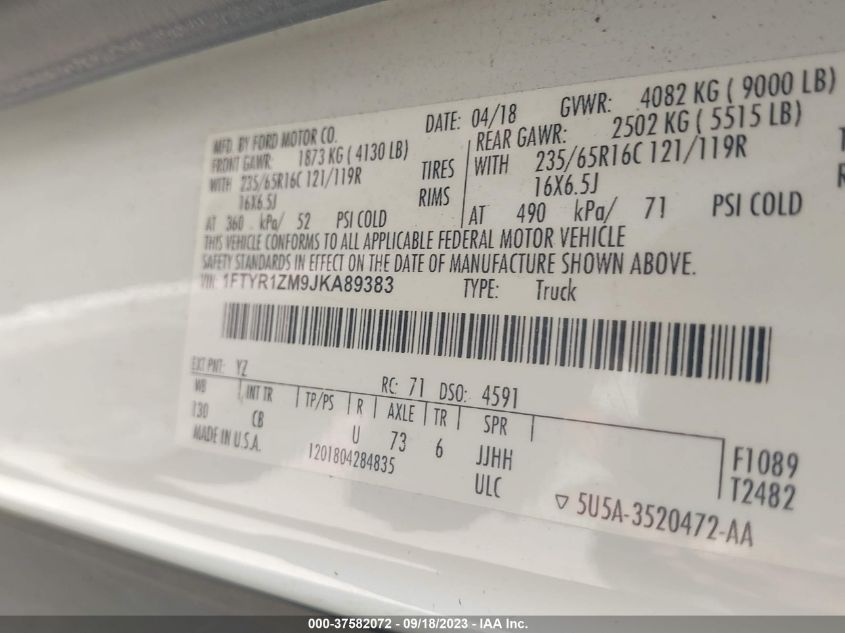 MFD. BY FORD MOTOR CO. DATE: 04/18 GVWR: 4082 KG ( 9000 LB)
FRONT GAWR: 1873 KG ( 4130 LB) REAR GAWR: 2502 KG ( 5515 LB)
WITH 235/65R16C 121/119R TIRES WITH 235/65R16C 121/119R
16X6.5J RIMS 16X6.5J
AT 360 kPa/ 52 PSI COLD AT 490 kPa/ 71 PSI COLD
THIS VEHICLE CONFORMS TO ALL APPLICABLE FEDERAL MOTOR VEHICLE
SAFETY STANDARDS IN EFFECT ON THE DATE OF MANUFACTURE SHOWN ABOVE.
VIN: 1FTYR1ZM9JKA89383 TYPE: Truck
EXT PNT: YZ RC: 71 DSO: 4591
WB INT TR TP/PS R AXLE TR SPR
130 CB U 73 6 JJHH
MADE IN U.S.A. 1201804284835 ULC
F1089
T2482
▽ 5U5A-3520472-AA
000-37582072 - 09/18/2023 - IAA Inc.